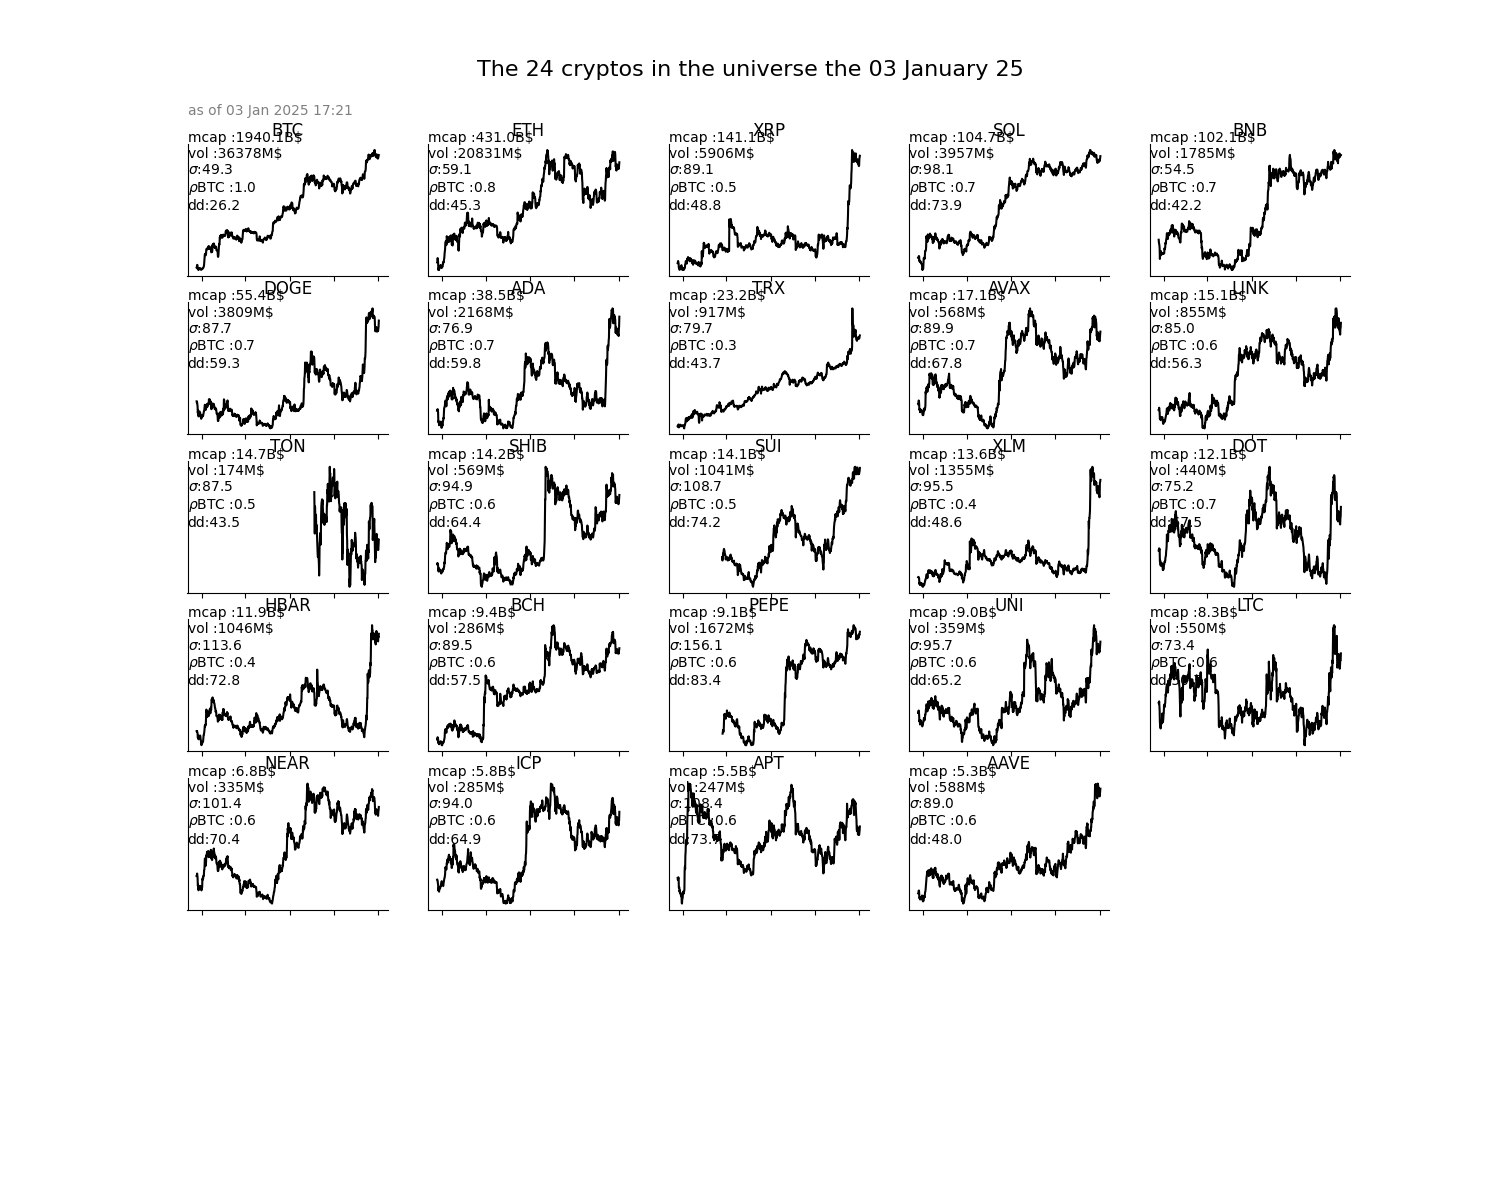 The 24 cryptos in the universe the 03 January 25
as of 03 Jan 2025 17:21
BTC
mcap :1940.1B$
vol :36378M$
σ:49.3
ρBTC :1.0
dd:26.2
ETH
mcap :431.0B$
vol :20831M$
σ:59.1
ρBTC :0.8
dd:45.3
XRP
mcap :141.1B$
vol :5906M$
σ:89.1
ρBTC :0.5
dd:48.8
SOL
mcap :104.7B$
vol :3957M$
σ:98.1
ρBTC :0.7
dd:73.9
BNB
mcap :102.1B$
vol :1785M$
σ:54.5
ρBTC :0.7
dd:42.2
DOGE
mcap :55.4B$
vol :3809M$
σ:87.7
ρBTC :0.7
dd:59.3
ADA
mcap :38.5B$
vol :2168M$
σ:76.9
ρBTC :0.7
dd:59.8
TRX
mcap :23.2B$
vol :917M$
σ:79.7
ρBTC :0.3
dd:43.7
AVAX
mcap :17.1B$
vol :568M$
σ:89.9
ρBTC :0.7
dd:67.8
LINK
mcap :15.1B$
vol :855M$
σ:85.0
ρBTC :0.6
dd:56.3
TON
mcap :14.7B$
vol :174M$
σ:87.5
ρBTC :0.5
dd:43.5
SHIB
mcap :14.2B$
vol :569M$
σ:94.9
ρBTC :0.6
dd:64.4
SUI
mcap :14.1B$
vol :1041M$
σ:108.7
ρBTC :0.5
dd:74.2
XLM
mcap :13.6B$
vol :1355M$
σ:95.5
ρBTC :0.4
dd:48.6
DOT
mcap :12.1B$
vol :440M$
σ:75.2
ρBTC :0.7
HBAR
mcap :11.9B$
vol :1046M$
σ:113.6
ρBTC :0.4
dd:72.8
BCH
mcap :9.4B$
vol :286M$
σ:89.5
ρBTC :0.6
dd:57.5
PEPE
mcap :9.1B$
vol :1672M$
σ:156.1
ρBTC :0.6
dd:83.4
UNI
mcap :9.0B$
vol :359M$
σ:95.7
ρBTC :0.6
dd:65.2
LTC
mcap :8.3B$
vol :550M$
σ:73.4
ρBTC :0.6
NEAR
mcap :6.8B$
vol :335M$
σ:101.4
ρBTC :0.6
dd:70.4
ICP
mcap :5.8B$
vol :285M$
σ:94.0
ρBTC :0.6
dd:64.9
APT
mcap :5.5B$
vol :247M$
σ:108.4
ρBTC :0.6
AAVE
mcap :5.3B$
vol :588M$
σ:89.0
ρBTC :0.6
dd:48.0